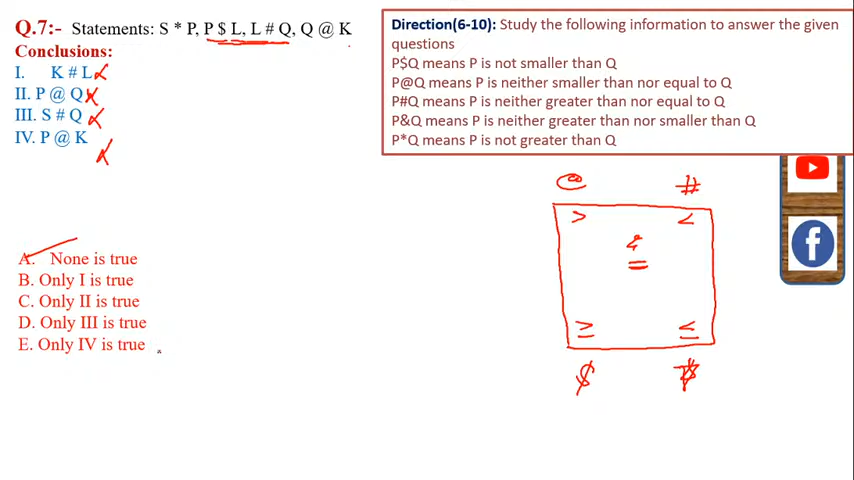 Q.7:- Statements: S * P, P $ L, L # Q, Q @ K
Conclusions:
I. K # L
II. P @ Q
III. S # Q
IV. P @ K
A. None is true
B. Only I is true
C. Only II is true
D. Only III is true
E. Only IV is true
Direction(6-10): Study the following information to answer the given
questions
P$Q means P is not smaller than Q
P@Q means P is neither smaller than nor equal to Q
P#Q means P is neither greater than nor equal to Q
P&Q means P is neither greater than nor smaller than Q
P*Q means P is not greater than Q
@ #
> <
&
=
≥ ≤
$